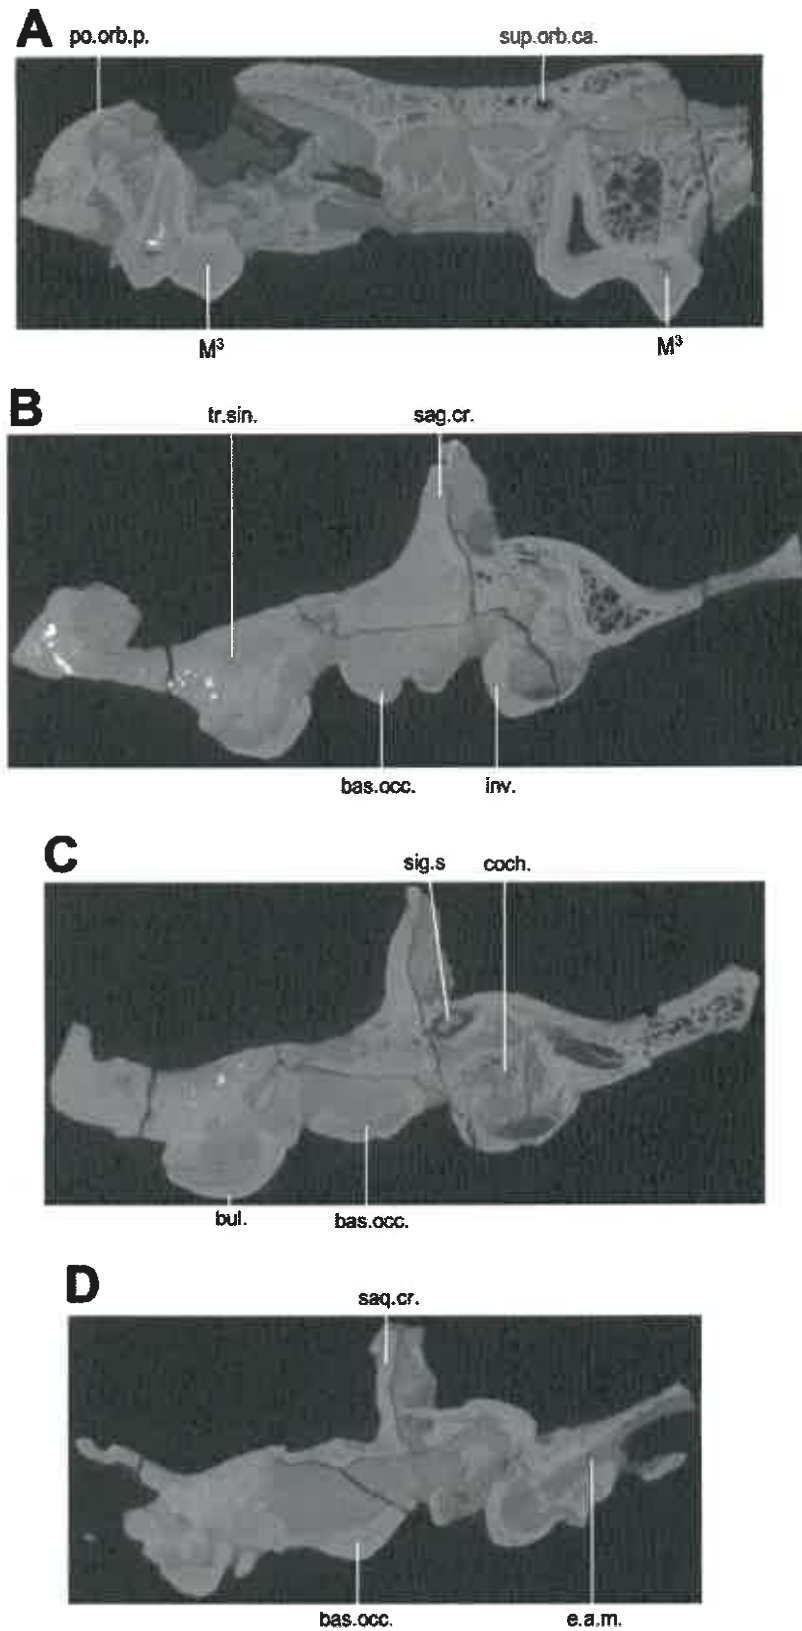 A po.orb.p. sup.orb.ca.
M³ M³
B tr.sin. sag.cr.
bas.occ. inv.
C sig.s coch.
bul. bas.occ.
D saq.cr.
bas.occ. e.a.m.